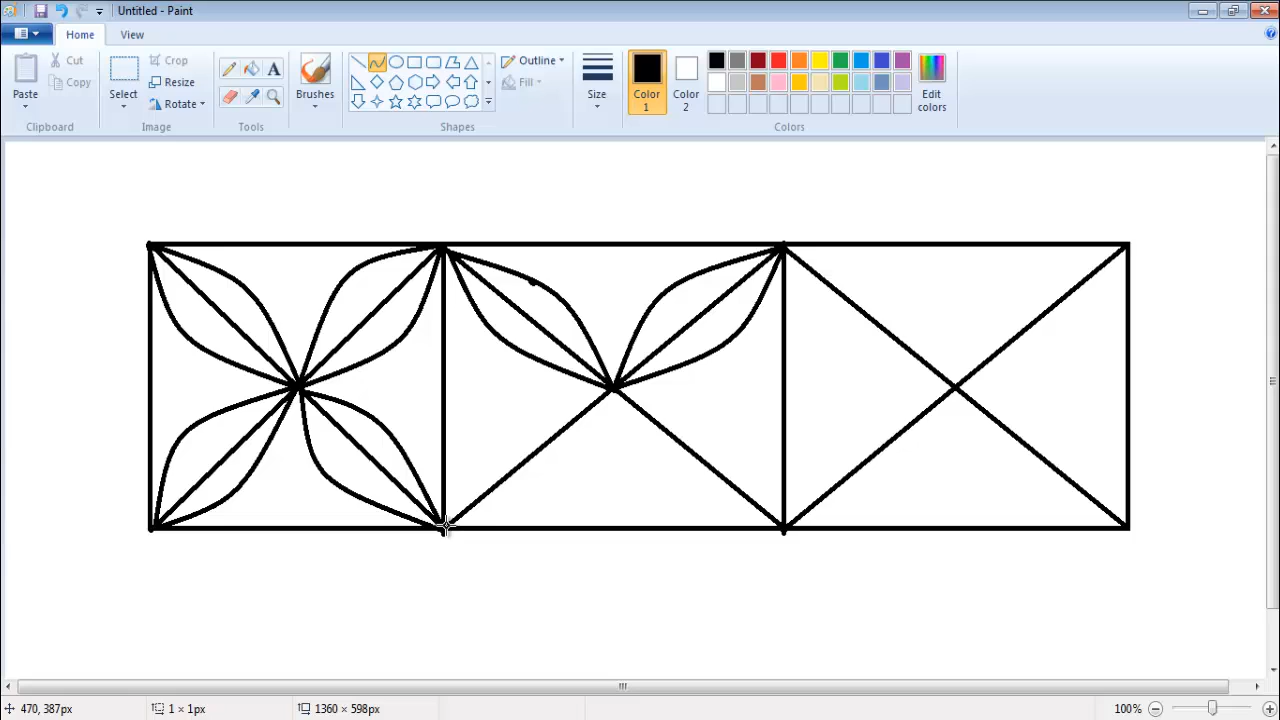 Untitled - Paint
Home
View
Paste
Cut
Copy
Clipboard
Select
Crop
Resize
Rotate
Image
A
Tools
Brushes
Shapes
Outline
Fill
Size
Color 1
Color 2
Colors
Edit colors
470, 387px
1 × 1px
1360 × 598px
100%